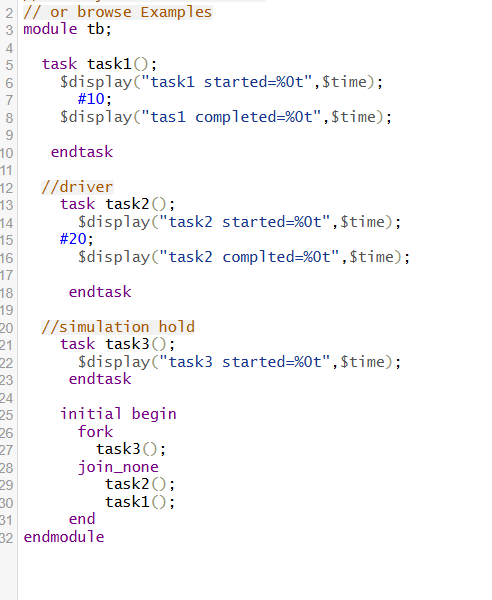 2 // or browse Examples
3 module tb;
4
5 task task1();
6 $display("task1 started=%0t",$time);
7 #10;
8 $display("tas1 completed=%0t",$time);
9
10 endtask
11
12 //driver
13 task task2();
14 $display("task2 started=%0t",$time);
15 #20;
16 $display("task2 complted=%0t",$time);
17
18 endtask
19
20 //simulation hold
21 task task3();
22 $display("task3 started=%0t",$time);
23 endtask
24
25 initial begin
26 fork
27 task3();
28 join_none
29 task2();
30 task1();
31 end
32 endmodule